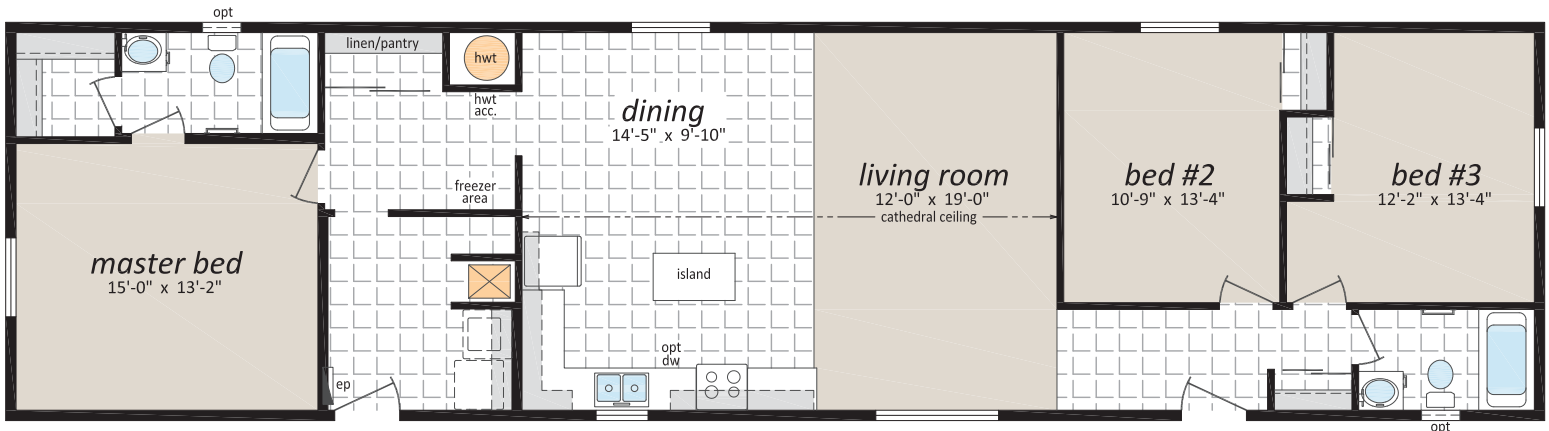 opt
linen/pantry
hwt
hwt
acc.
dining
14'-5" x 9'-10"
freezer
area
living room
12'-0" x 19'-0"
cathedral ceiling
bed #2
10'-9" x 13'-4"
bed #3
12'-2" x 13'-4"
master bed
15'-0" x 13'-2"
island
opt
dw
ep
opt